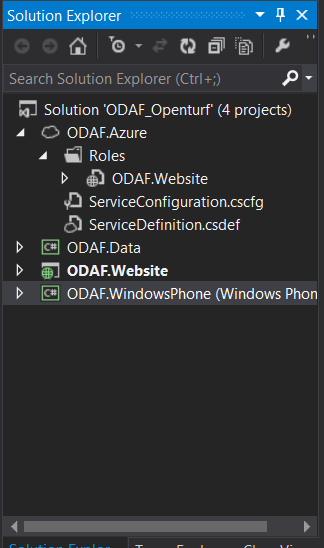 Solution Explorer
Search Solution Explorer (Ctrl+;)
Solution 'ODAF_Openturf' (4 projects)
ODAF.Azure
Roles
ODAF.Website
ServiceConfiguration.cscfg
ServiceDefinition.csdef
C# ODAF.Data
ODAF.Website
C# ODAF.WindowsPhone (Windows Phon